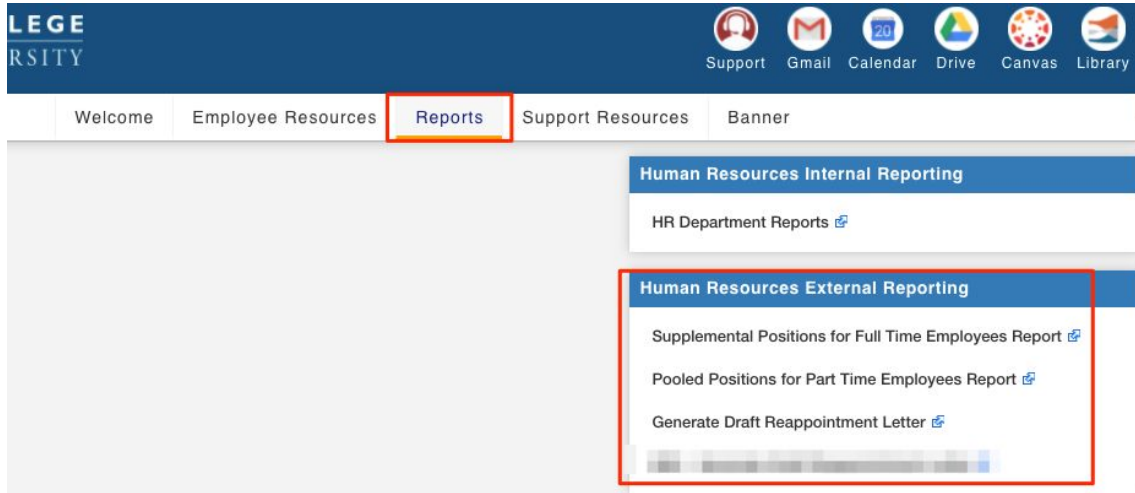 LEGE
RSITY
20
Support Gmail Calendar Drive Canvas Library
Welcome Employee Resources Reports Support Resources Banner
Human Resources Internal Reporting
HR Department Reports
Human Resources External Reporting
Supplemental Positions for Full Time Employees Report
Pooled Positions for Part Time Employees Report
Generate Draft Reappointment Letter